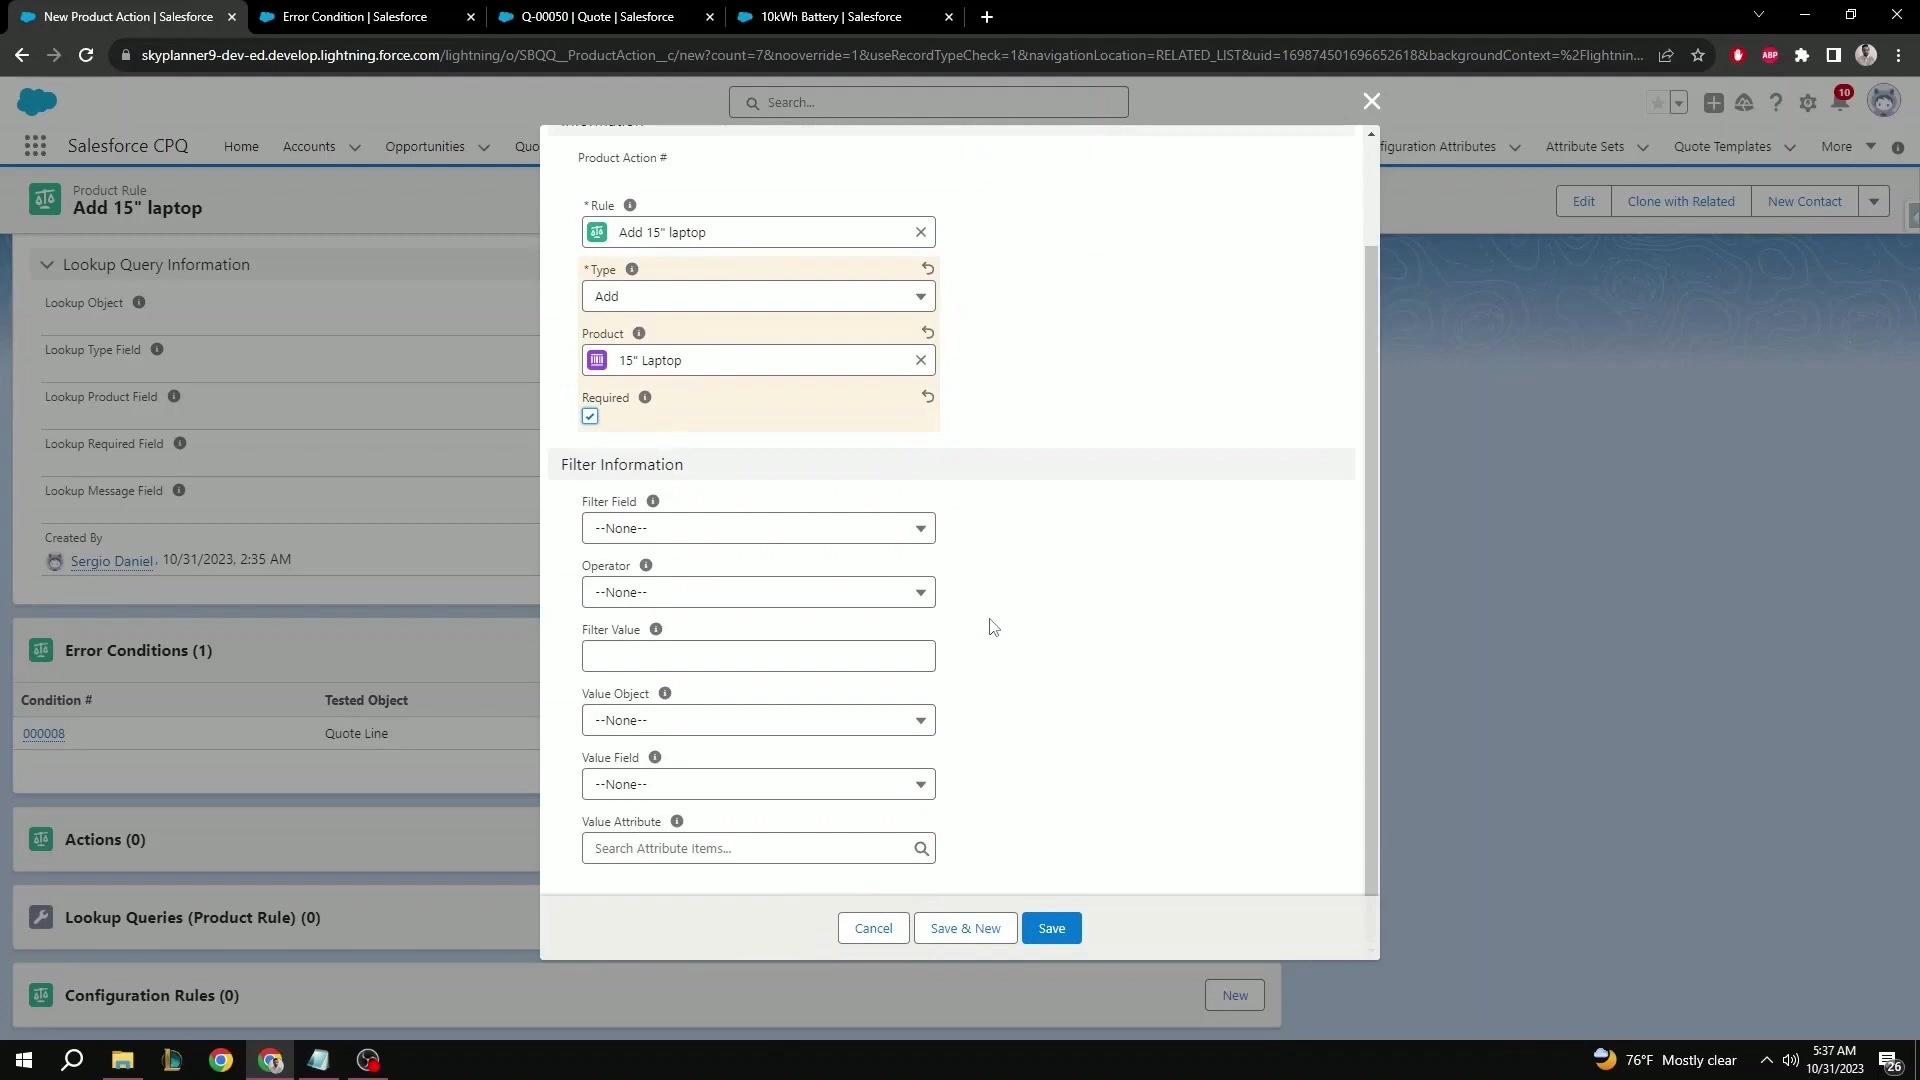 New Product Action | Salesforce
Error Condition | Salesforce
Q-00050 | Quote | Salesforce
10kWh Battery | Salesforce
skyplanner9-dev-ed.develop.lightning.force.com/lightning/o/SBQQ__ProductAction__c/new?count=7&nooverride=1&useRecordTypeCheck=1&navigationLocation=RELATED_LIST&uid=169874501696652618&backgroundContext=%2Flightnin...
ABP
Search...
10
Salesforce CPQ
Home
Accounts
Opportunities
Quo
figuration Attributes
Attribute Sets
Quote Templates
More
Product Rule
Add 15" laptop
Edit
Clone with Related
New Contact
Lookup Query Information
Lookup Object
Lookup Type Field
Lookup Product Field
Lookup Required Field
Lookup Message Field
Created By
Sergio Daniel, 10/31/2023, 2:35 AM
Error Conditions (1)
Condition #
Tested Object
000008
Quote Line
Actions (0)
Lookup Queries (Product Rule) (0)
Configuration Rules (0)
New
Information
Product Action #
*Rule
Add 15" laptop
*Type
Add
Product
15" Laptop
Required
Filter Information
Filter Field
--None--
Operator
--None--
Filter Value
Value Object
--None--
Value Field
--None--
Value Attribute
Search Attribute Items...
Cancel
Save & New
Save
76°F Mostly clear
5:37 AM
10/31/2023
26